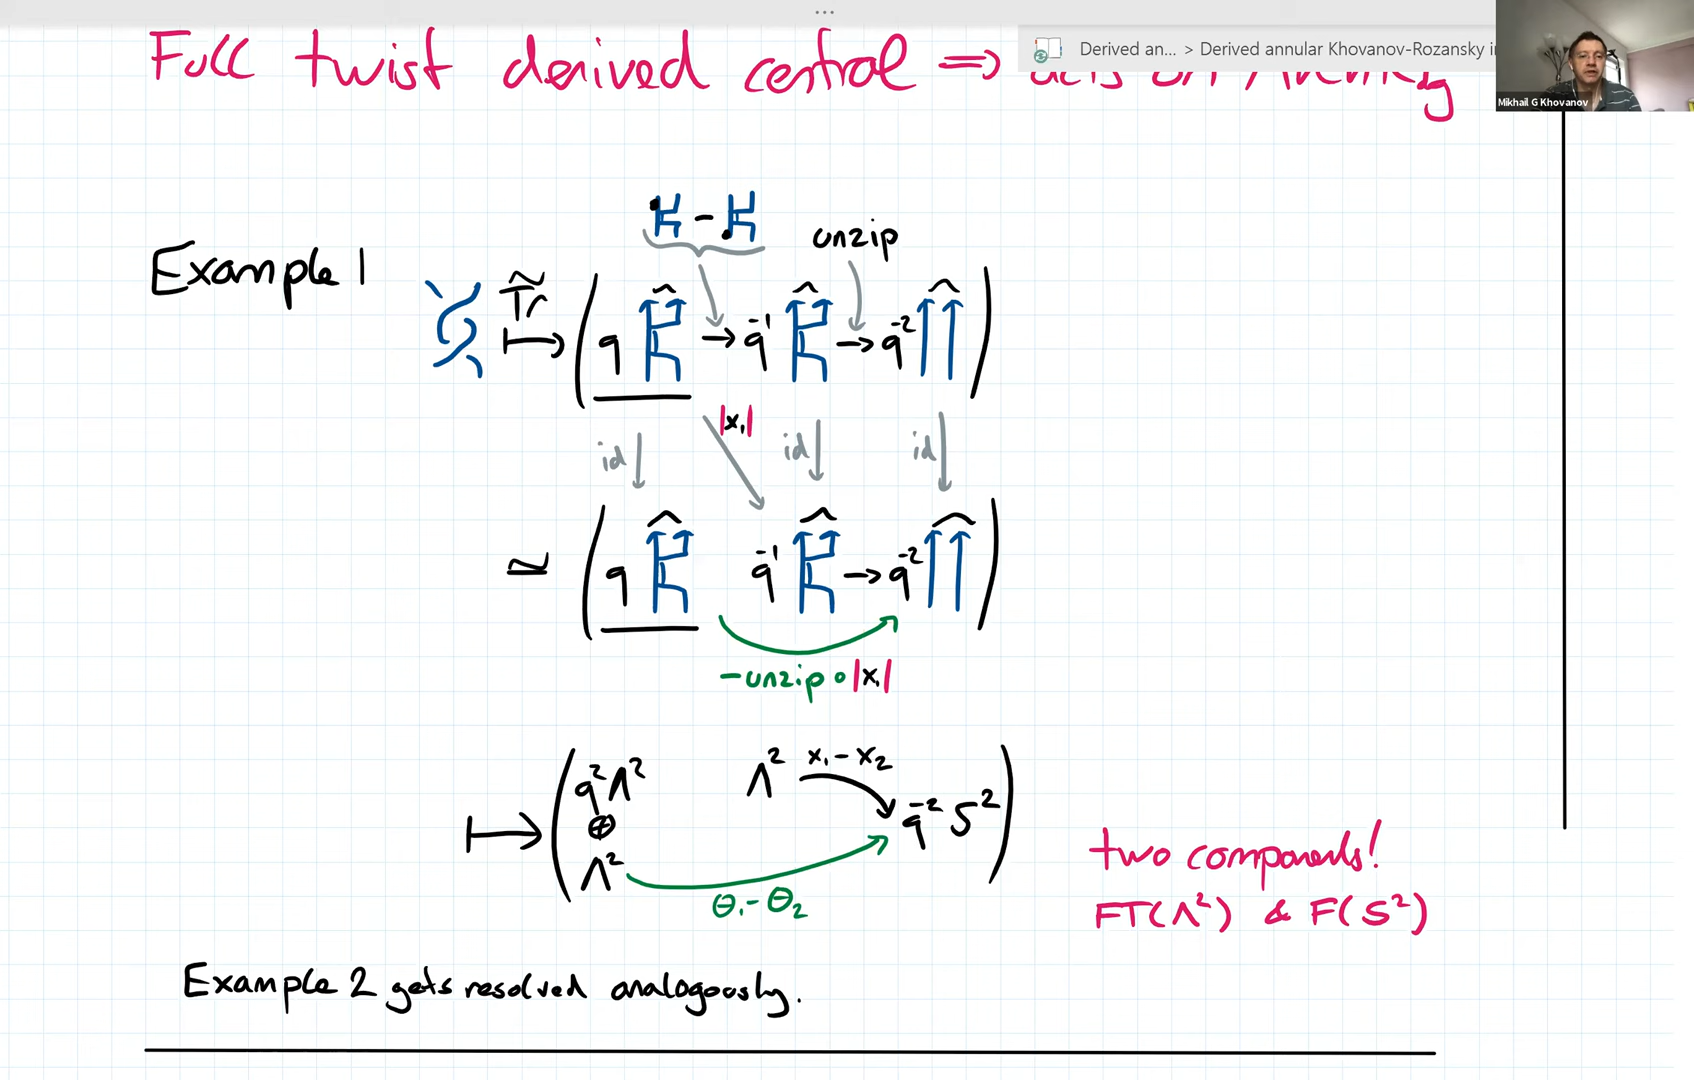 Full twist derived central ⇒
Derived an... > Derived annular Khovanov-Rozansky in
Mikhail G Khovanov
unzip
Example 1
T̃r
q → q⁻¹ → q⁻²
|x₁|
id id id
≃ q q⁻¹ → q⁻²
-unzip∘|x₁|
q²Λ² Λ² x₁-x₂
⊕ q⁻²S²
Λ²
θ₁-θ₂
two components!
FT(Λ²) & F(S²)
Example 2 gets resolved analogously.